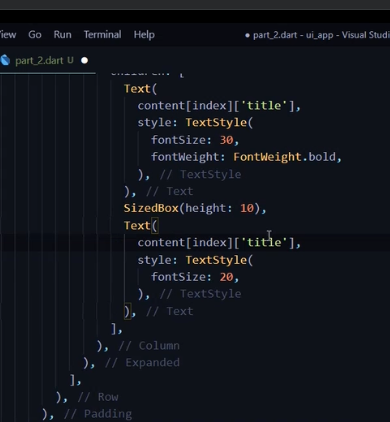 View Go Run Terminal Help ● part_2.dart - ui_app - Visual Studi
part_2.dart U ●
children: [
Text(
content[index]['title'],
style: TextStyle(
fontSize: 30,
fontWeight: FontWeight.bold,
), // TextStyle
), // Text
SizedBox(height: 10),
Text(
content[index]['title'],
style: TextStyle(
fontSize: 20,
), // TextStyle
), // Text
],
), // Column
), // Expanded
],
), // Row
), // Padding